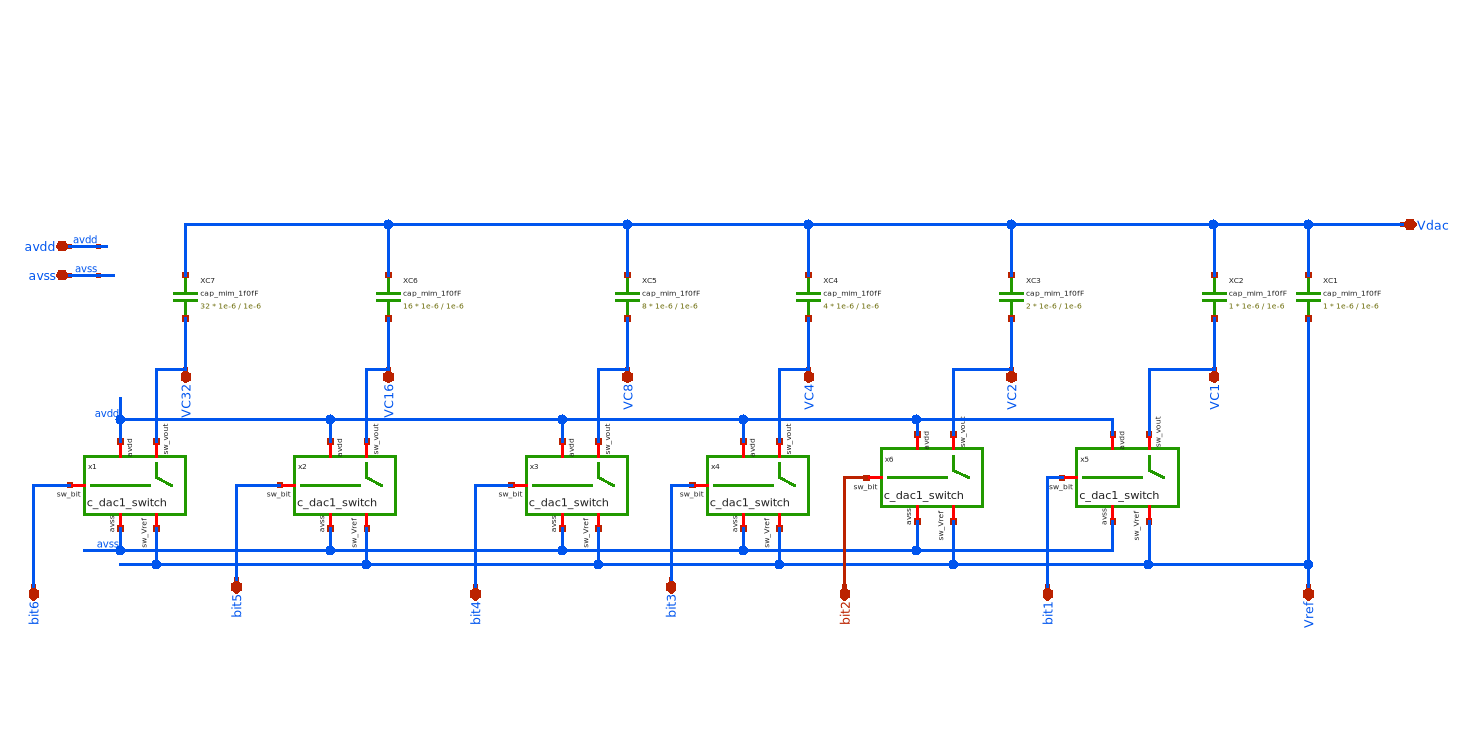 Vdac
avdd avdd
avss avss
XC7 XC6 XC5 XC4 XC3 XC2 XC1
cap_mim_1f0fF cap_mim_1f0fF cap_mim_1f0fF cap_mim_1f0fF cap_mim_1f0fF cap_mim_1f0fF cap_mim_1f0fF
32 * 1e-6 / 1e-6 16 * 1e-6 / 1e-6 8 * 1e-6 / 1e-6 4 * 1e-6 / 1e-6 2 * 1e-6 / 1e-6 1 * 1e-6 / 1e-6 1 * 1e-6 / 1e-6
VC32 VC16 VC8 VC4 VC2 VC1
avdd
avdd sw_vout avdd sw_vout avdd sw_vout avdd sw_vout avdd sw_vout avdd sw_vout
x1 x2 x3 x4 x6 x5
sw_bit sw_bit sw_bit sw_bit sw_bit sw_bit
c_dac1_switch c_dac1_switch c_dac1_switch c_dac1_switch c_dac1_switch c_dac1_switch
avss sw_Vref avss sw_Vref avss sw_Vref avss sw_Vref avss sw_Vref avss sw_Vref
avss
bit6 bit5 bit4 bit3 bit2 bit1 Vref